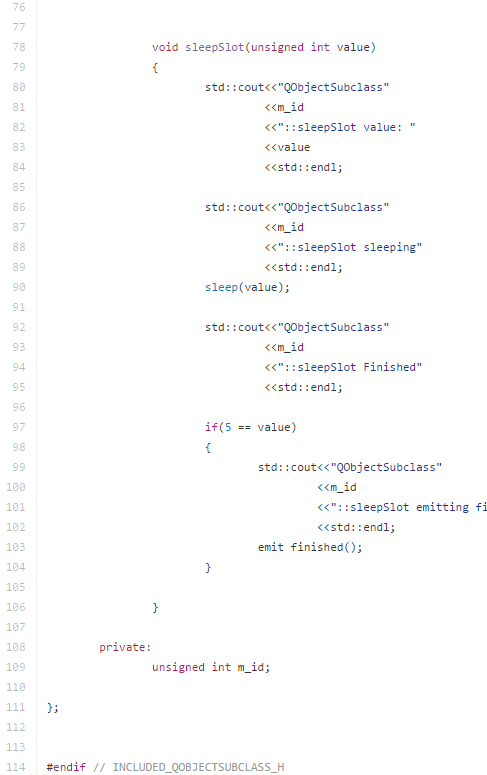 76
77
78 void sleepSlot(unsigned int value)
79 {
80 std::cout<<"QObjectSubclass"
81 <<m_id
82 <<"::sleepSlot value: "
83 <<value
84 <<std::endl;
85
86 std::cout<<"QObjectSubclass"
87 <<m_id
88 <<"::sleepSlot sleeping"
89 <<std::endl;
90 sleep(value);
91
92 std::cout<<"QObjectSubclass"
93 <<m_id
94 <<"::sleepSlot Finished"
95 <<std::endl;
96
97 if(5 == value)
98 {
99 std::cout<<"QObjectSubclass"
100 <<m_id
101 <<"::sleepSlot emitting fi
102 <<std::endl;
103 emit finished();
104 }
105
106 }
107
108 private:
109 unsigned int m_id;
110
111 };
112
113
114 #endif // INCLUDED_QOBJECTSUBCLASS_H